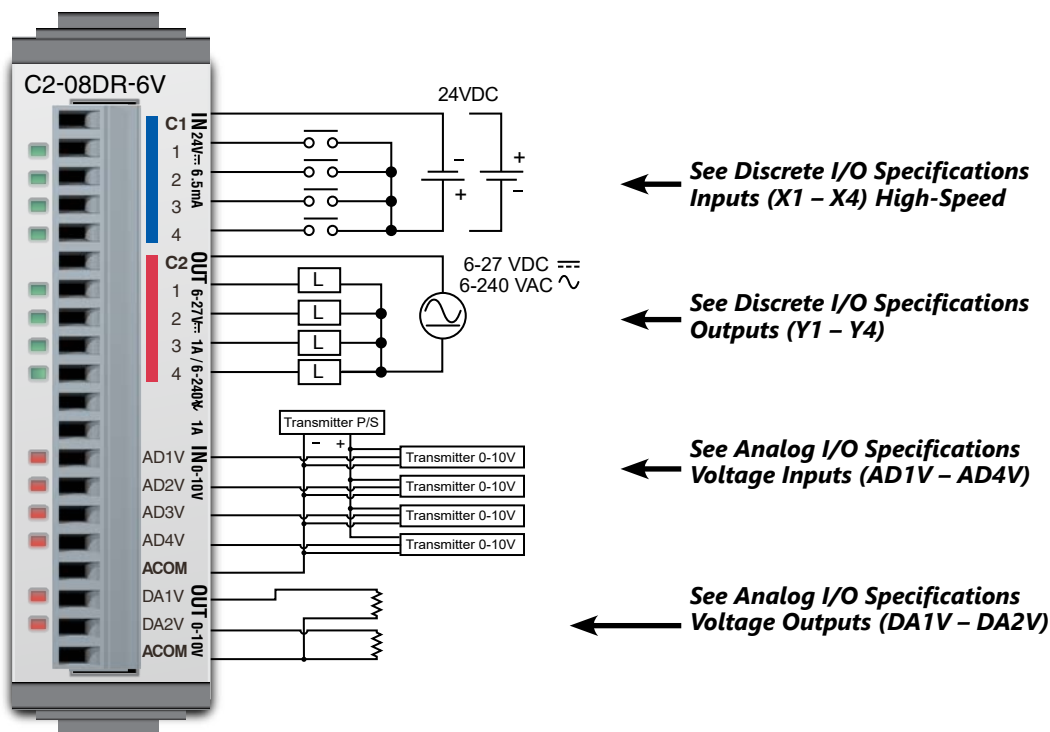 C2-08DR-6V
C1
1
2
3
4
C2
1
2
3
4
AD1V
AD2V
AD3V
AD4V
ACOM
DA1V
DA2V
ACOM
IN 24V⎓ 6.5mA
OUT 6-27V⎓ 1A / 6-240∿ 1A
IN 0-10V
OUT 0-10V
24VDC
–
+
+
–
6-27 VDC ⎓
6-240 VAC ∿
L
L
L
L
Transmitter P/S
– +
Transmitter 0-10V
Transmitter 0-10V
Transmitter 0-10V
Transmitter 0-10V
See Discrete I/O Specifications
Inputs (X1 – X4) High-Speed
See Discrete I/O Specifications
Outputs (Y1 – Y4)
See Analog I/O Specifications
Voltage Inputs (AD1V – AD4V)
See Analog I/O Specifications
Voltage Outputs (DA1V – DA2V)